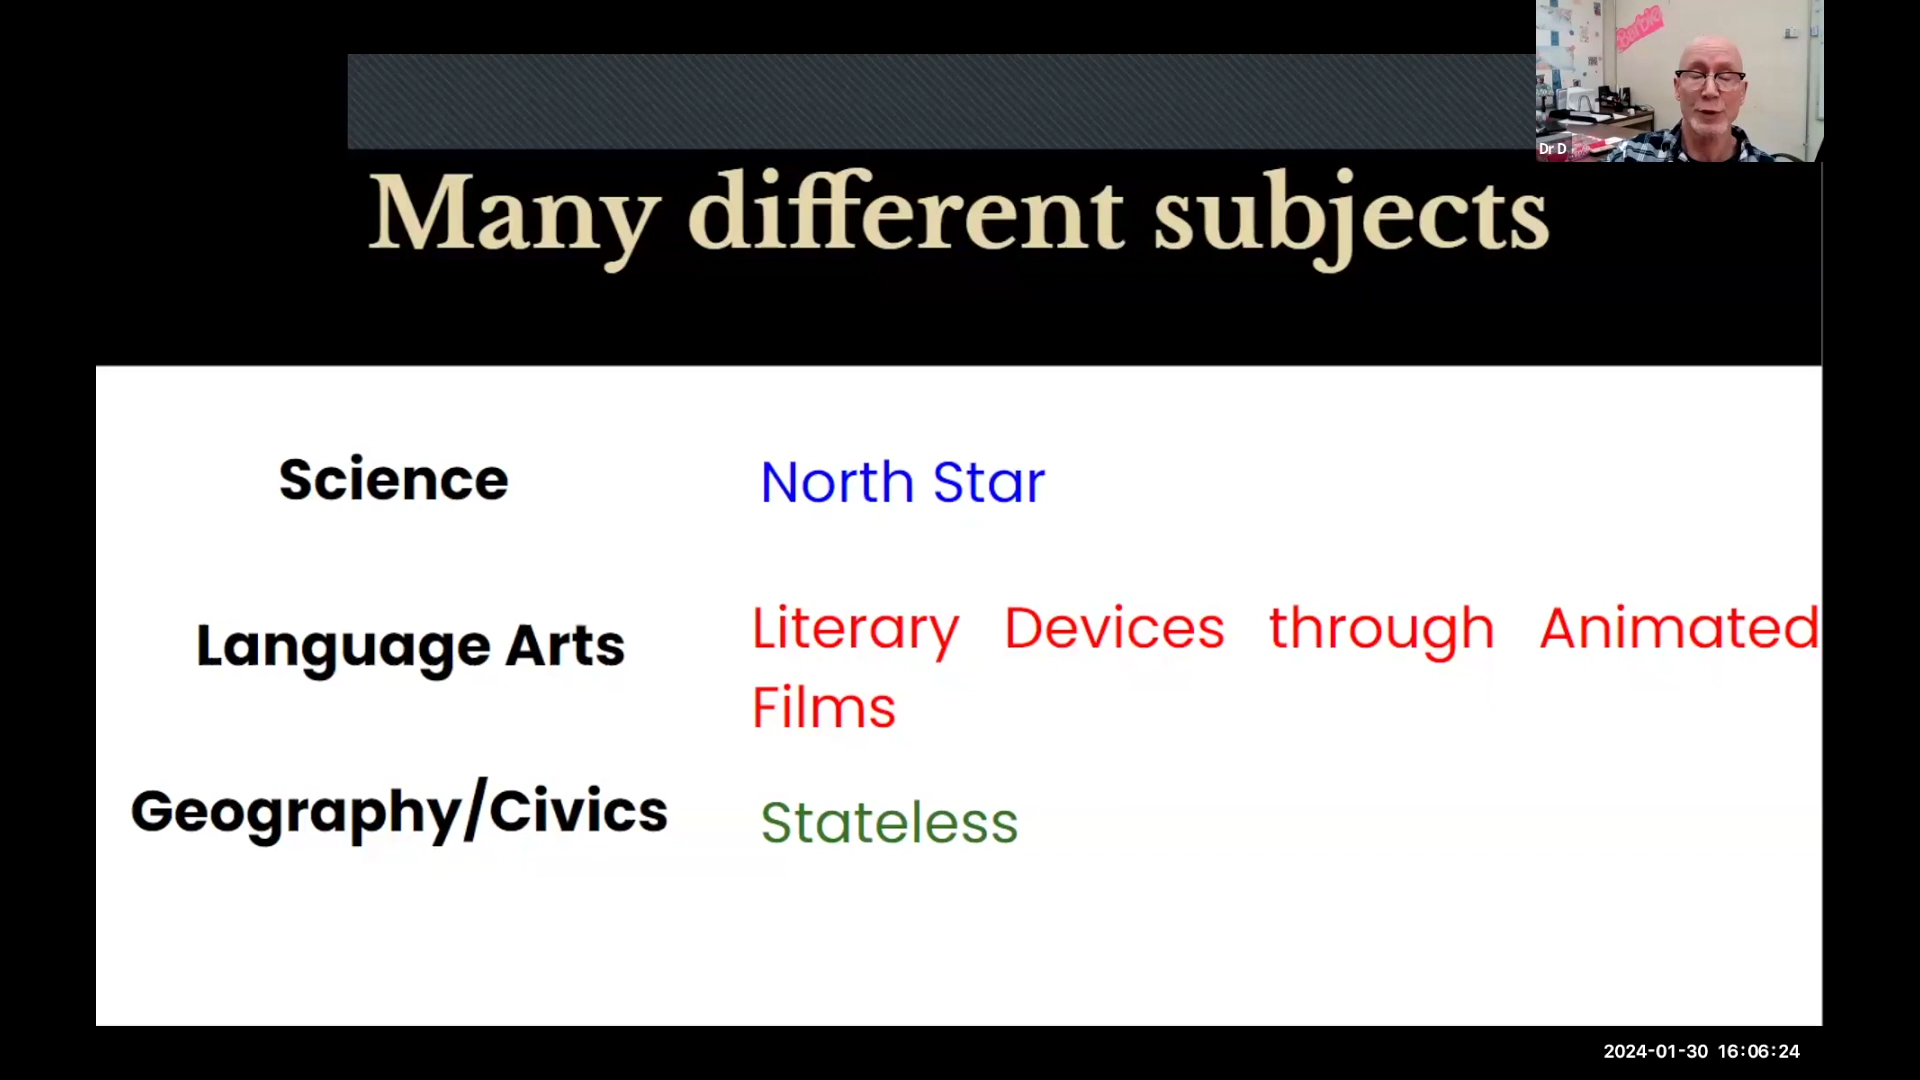 Barbie
Dr D
Many different subjects
Science
North Star
Language Arts
Literary Devices through Animated
Films
Geography/Civics
Stateless
2024-01-30 16:06:24